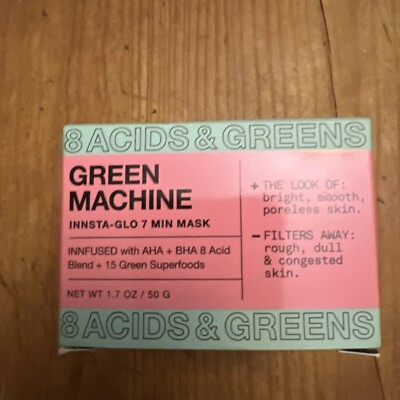 8 ACIDS & GREENS
GREEN
MACHINE
INNSTA-GLO 7 MIN MASK
INNFUSED with AHA + BHA 8 Acid
Blend + 15 Green Superfoods
NET WT 1.7 OZ / 50 G
+ THE LOOK OF:
bright, smooth,
poreless skin.
− FILTERS AWAY:
rough, dull
& congested
skin.
8 ACIDS & GREENS